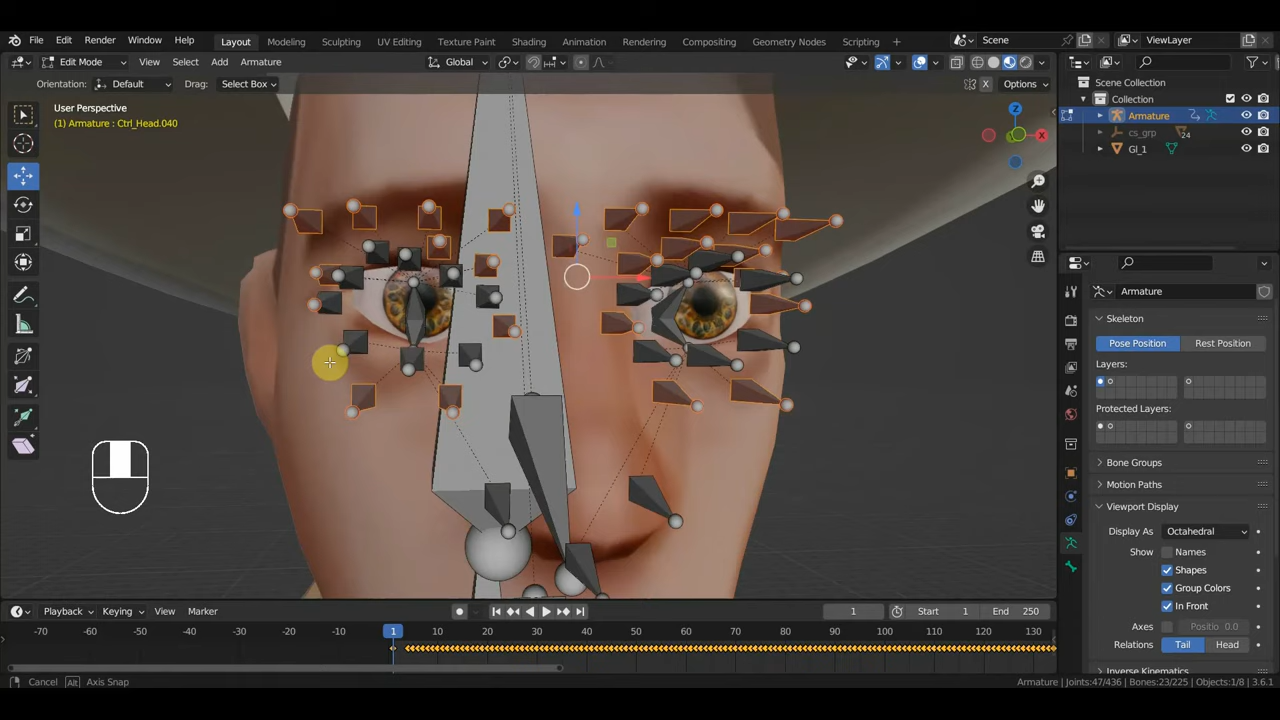 File Edit Render Window Help Layout Modeling Sculpting UV Editing Texture Paint Shading Animation Rendering Compositing Geometry Nodes Scripting + Scene ViewLayer
Edit Mode View Select Add Armature Global
Orientation: Default Drag: Select Box X Options
User Perspective
(1) Armature : Ctrl_Head.040
Z
X
Scene Collection
Collection
Armature
cs_grp 24
GI_1
Armature
Skeleton
Pose Position Rest Position
Layers:
Protected Layers:
Bone Groups
Motion Paths
Viewport Display
Display As Octahedral
Show Names
Shapes
Group Colors
In Front
Axes Positio 0.0
Relations Tail Head
Inverse Kinematics
Playback Keying View Marker 1 Start 1 End 250
-70 -60 -50 -40 -30 -20 -10 1 10 20 30 40 50 60 70 80 90 100 110 120 130
Cancel Alt Axis Snap Armature | Joints:47/436 | Bones:23/225 | Objects:1/8 | 3.6.1